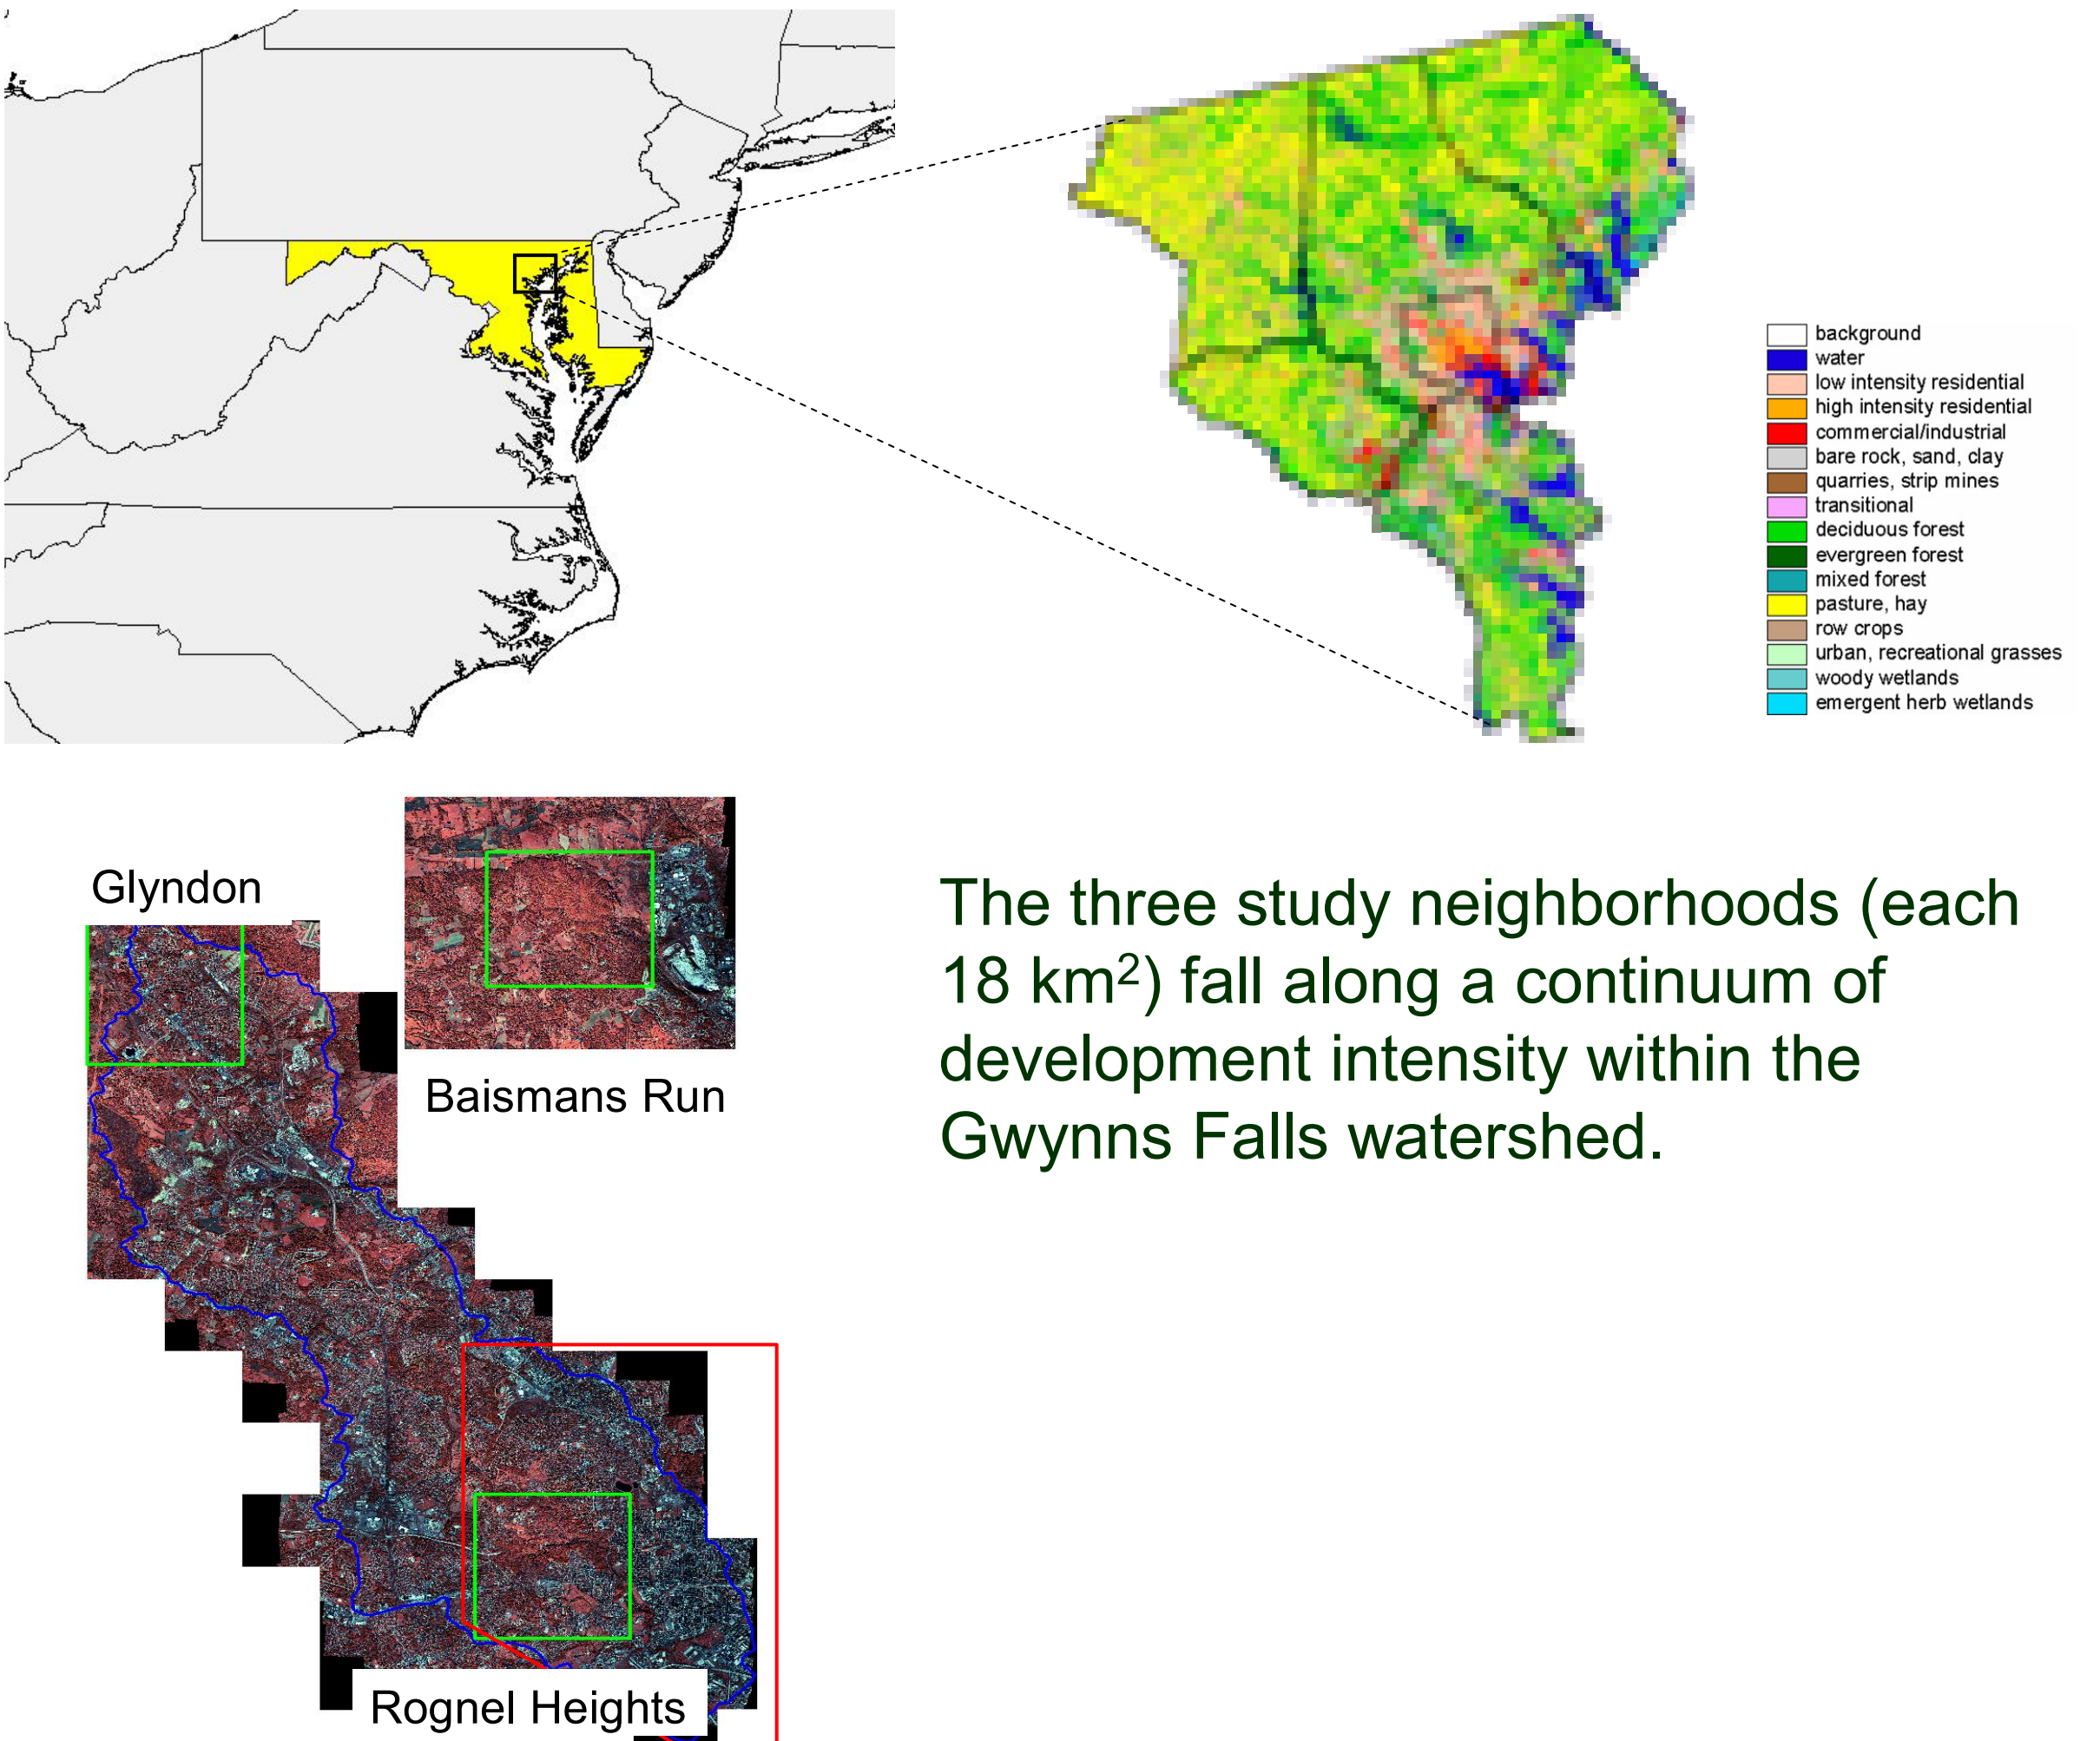 background
water
low intensity residential
high intensity residential
commercial/industrial
bare rock, sand, clay
quarries, strip mines
transitional
deciduous forest
evergreen forest
mixed forest
pasture, hay
row crops
urban, recreational grasses
woody wetlands
emergent herb wetlands
Glyndon
Baismans Run
Rognel Heights
The three study neighborhoods (each
18 km²) fall along a continuum of
development intensity within the
Gwynns Falls watershed.